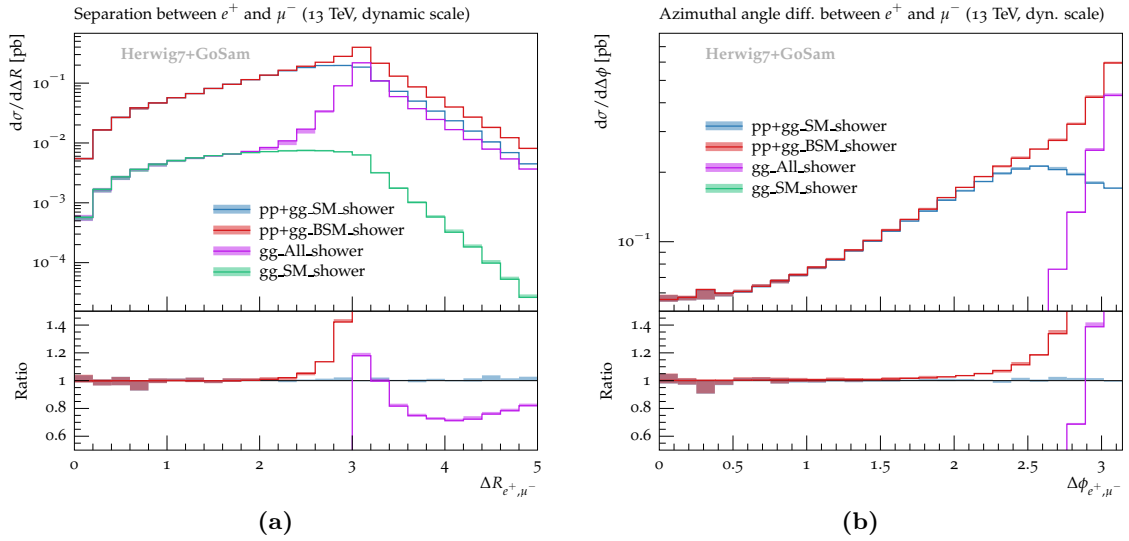 Separation between e⁺ and μ⁻ (13 TeV, dynamic scale)
Herwig7+GoSam
dσ/dΔR [pb]
10⁻¹
10⁻²
10⁻³
10⁻⁴
pp+gg_SM_shower
pp+gg_BSM_shower
gg_All_shower
gg_SM_shower
Ratio
1.4
1.2
1
0.8
0.6
0 1 2 3 4 5
ΔR_{e⁺,μ⁻}
(a)
Azimuthal angle diff. between e⁺ and μ⁻ (13 TeV, dyn. scale)
Herwig7+GoSam
dσ/dΔϕ [pb]
10⁻¹
pp+gg_SM_shower
pp+gg_BSM_shower
gg_All_shower
gg_SM_shower
Ratio
1.4
1.2
1
0.8
0.6
0 0.5 1 1.5 2 2.5 3
Δϕ_{e⁺,μ⁻}
(b)